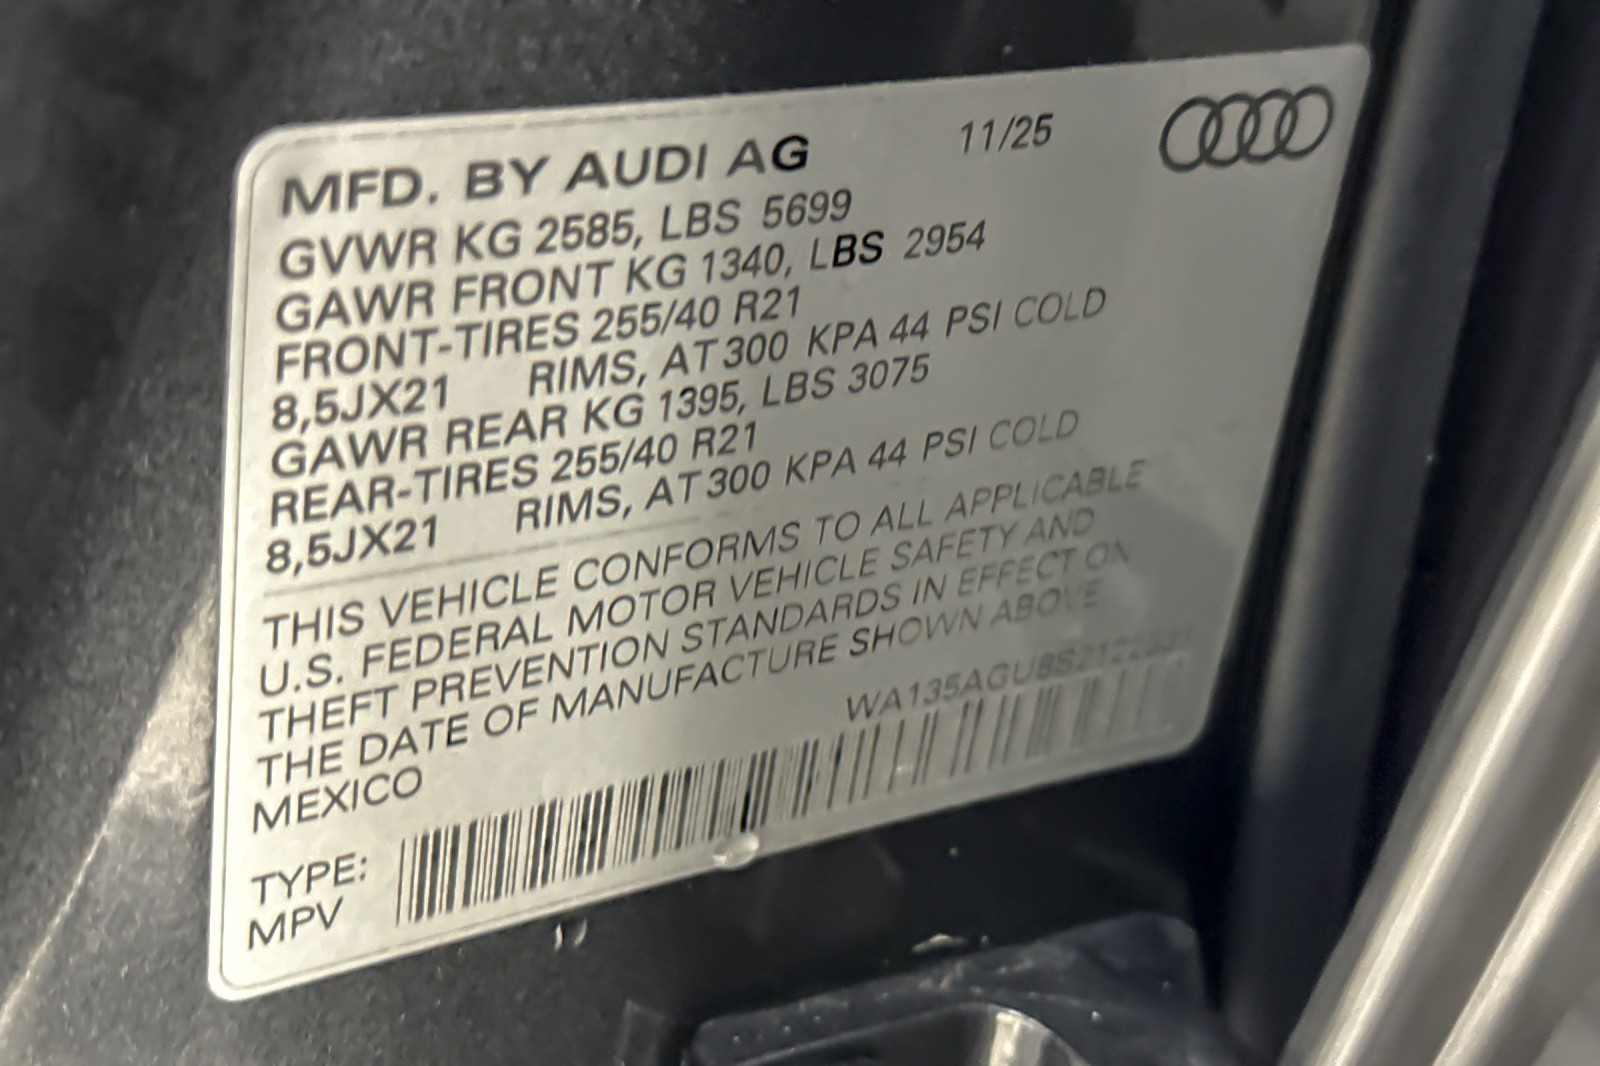 MFD. BY AUDI AG 11/25
GVWR KG 2585, LBS 5699
GAWR FRONT KG 1340, LBS 2954
FRONT-TIRES 255/40 R21
8,5JX21 RIMS, AT 300 KPA 44 PSI COLD
GAWR REAR KG 1395, LBS 3075
REAR-TIRES 255/40 R21
8,5JX21 RIMS, AT 300 KPA 44 PSI COLD
THIS VEHICLE CONFORMS TO ALL APPLICABLE
U.S. FEDERAL MOTOR VEHICLE SAFETY AND
THEFT PREVENTION STANDARDS IN EFFECT ON
THE DATE OF MANUFACTURE SHOWN ABOVE
MEXICO
TYPE:
MPV